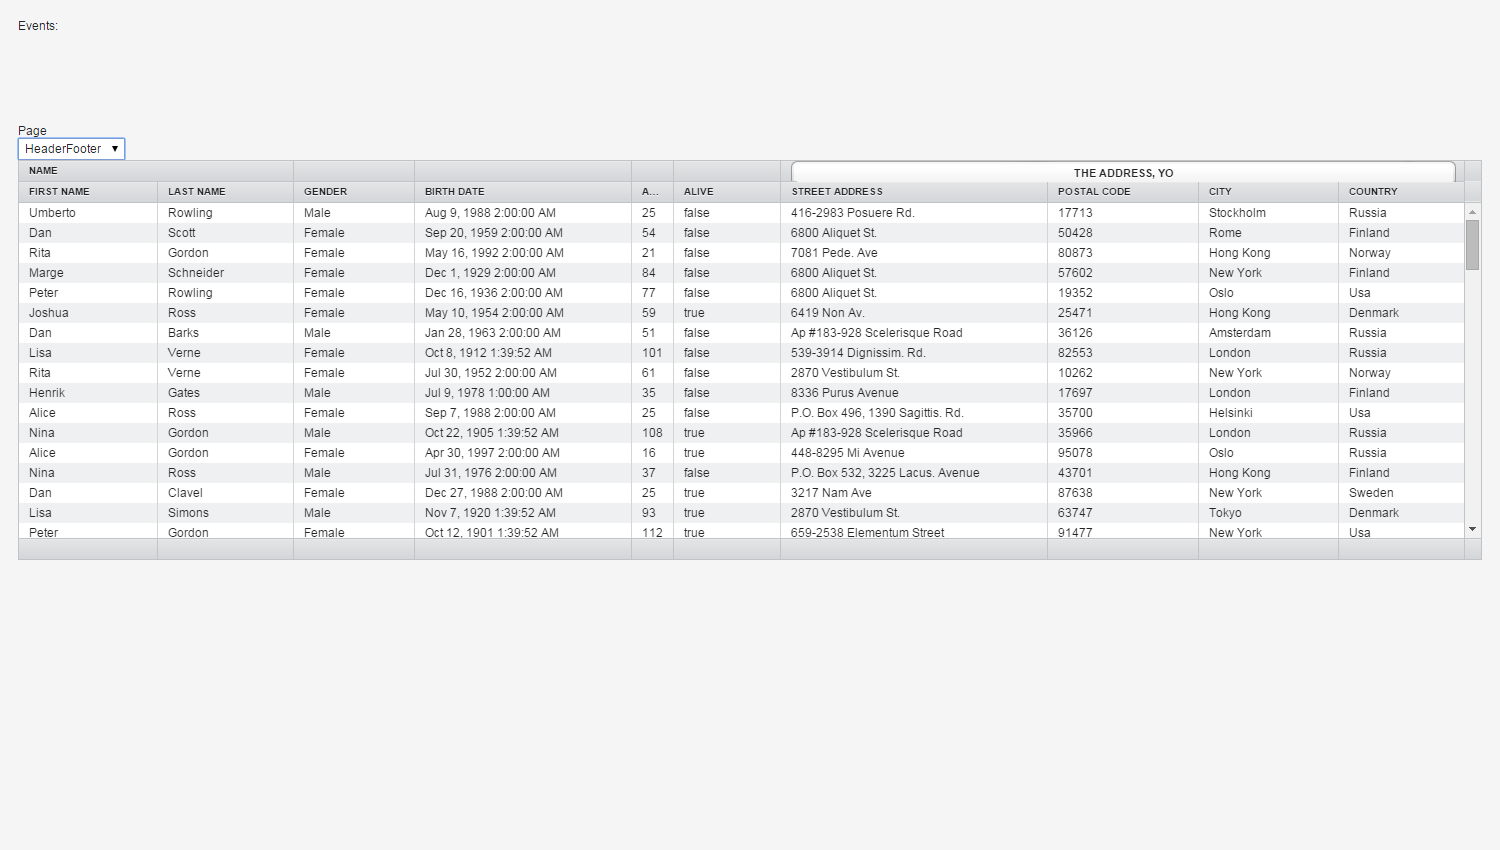 Events:
Page
HeaderFooter
NAME THE ADDRESS, YO
FIRST NAME LAST NAME GENDER BIRTH DATE A... ALIVE STREET ADDRESS POSTAL CODE CITY COUNTRY
Umberto Rowling Male Aug 9, 1988 2:00:00 AM 25 false 416-2983 Posuere Rd. 17713 Stockholm Russia
Dan Scott Female Sep 20, 1959 2:00:00 AM 54 false 6800 Aliquet St. 50428 Rome Finland
Rita Gordon Female May 16, 1992 2:00:00 AM 21 false 7081 Pede. Ave 80873 Hong Kong Norway
Marge Schneider Female Dec 1, 1929 2:00:00 AM 84 false 6800 Aliquet St. 57602 New York Finland
Peter Rowling Female Dec 16, 1936 2:00:00 AM 77 false 6800 Aliquet St. 19352 Oslo Usa
Joshua Ross Female May 10, 1954 2:00:00 AM 59 true 6419 Non Av. 25471 Hong Kong Denmark
Dan Barks Male Jan 28, 1963 2:00:00 AM 51 false Ap #183-928 Scelerisque Road 36126 Amsterdam Russia
Lisa Verne Female Oct 8, 1912 1:39:52 AM 101 false 539-3914 Dignissim. Rd. 82553 London Russia
Rita Verne Female Jul 30, 1952 2:00:00 AM 61 false 2870 Vestibulum St. 10262 New York Norway
Henrik Gates Male Jul 9, 1978 1:00:00 AM 35 false 8336 Purus Avenue 17697 London Finland
Alice Ross Female Sep 7, 1988 2:00:00 AM 25 false P.O. Box 496, 1390 Sagittis. Rd. 35700 Helsinki Usa
Nina Gordon Male Oct 22, 1905 1:39:52 AM 108 true Ap #183-928 Scelerisque Road 35966 London Russia
Alice Gordon Female Apr 30, 1997 2:00:00 AM 16 true 448-8295 Mi Avenue 95078 Oslo Russia
Nina Ross Male Jul 31, 1976 2:00:00 AM 37 false P.O. Box 532, 3225 Lacus. Avenue 43701 Hong Kong Finland
Dan Clavel Female Dec 27, 1988 2:00:00 AM 25 true 3217 Nam Ave 87638 New York Sweden
Lisa Simons Male Nov 7, 1920 1:39:52 AM 93 true 2870 Vestibulum St. 63747 Tokyo Denmark
Peter Gordon Female Oct 12, 1901 1:39:52 AM 112 true 659-2538 Elementum Street 91477 New York Usa